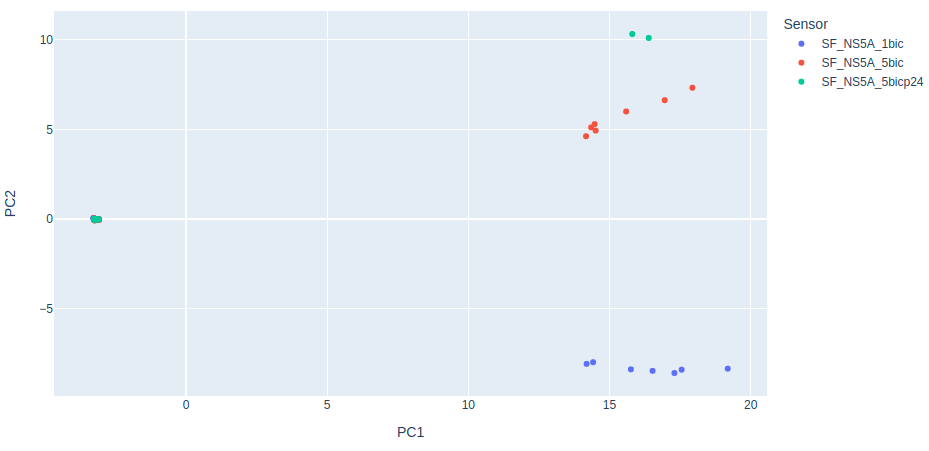 Sensor
SF_NS5A_1bic
SF_NS5A_5bic
SF_NS5A_5bicp24
PC2
10
5
0
−5
0 5 10 15 20
PC1